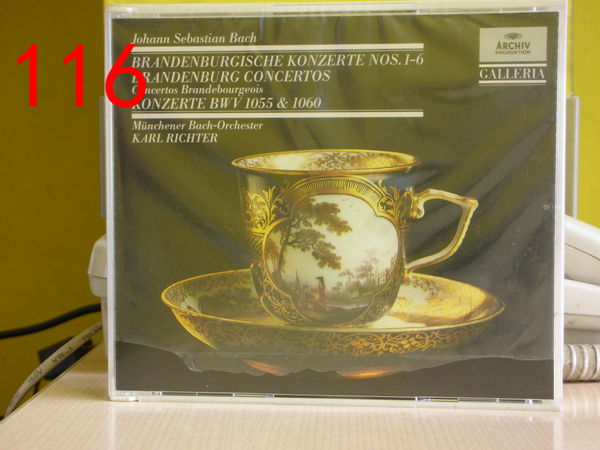 116
Johann Sebastian Bach
BRANDENBURGISCHE KONZERTE NOS. 1-6
BRANDENBURG CONCERTOS
Concertos Brandebourgeois
KONZERTE BWV 1055 & 1060
Münchener Bach-Orchester
KARL RICHTER
ARCHIV
PRODUKTION
GALLERIA